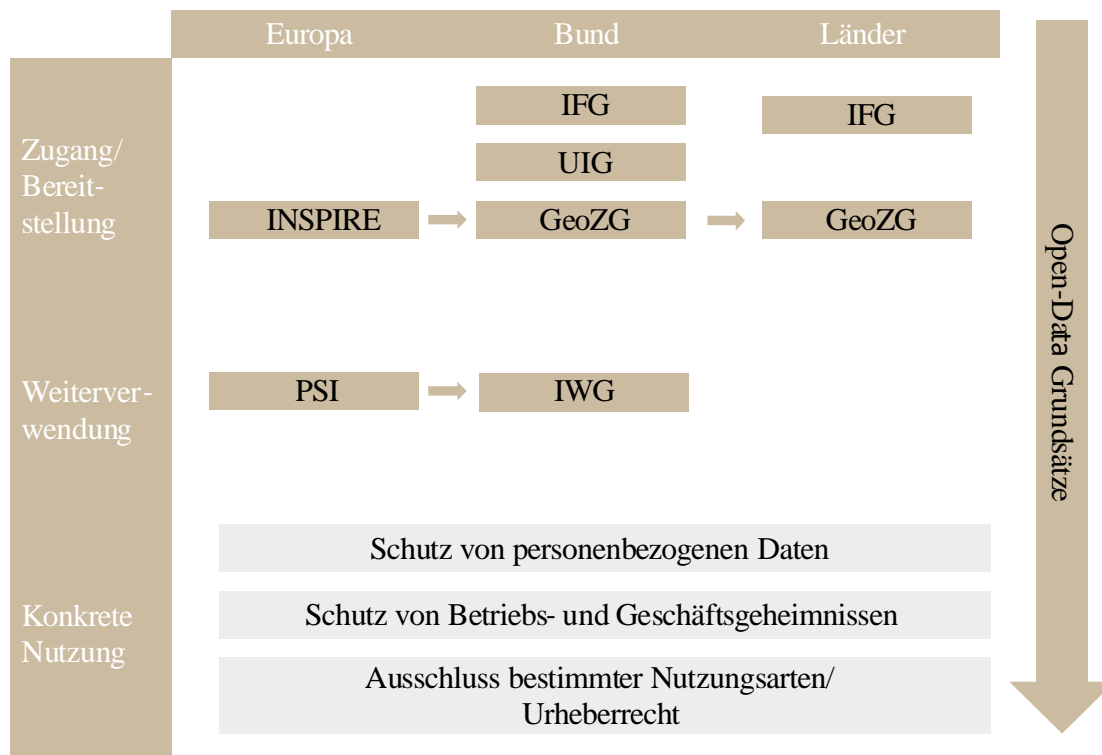 Europa
Bund
Länder
Zugang/
Bereit-
stellung
IFG
IFG
UIG
INSPIRE
GeoZG
GeoZG
Weiterver-
wendung
PSI
IWG
Konkrete
Nutzung
Schutz von personenbezogenen Daten
Schutz von Betriebs- und Geschäftsgeheimnissen
Ausschluss bestimmter Nutzungsarten/
Urheberrecht
Open-Data Grundsätze